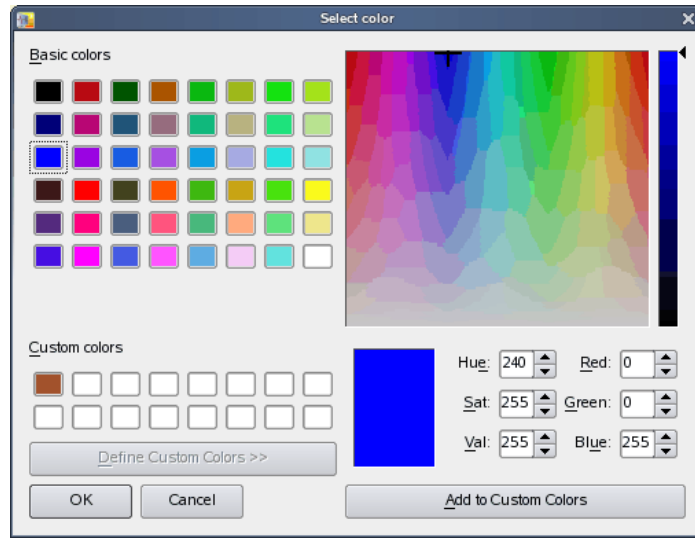 Select color
Basic colors
Custom colors
Define Custom Colors >>
OK
Cancel
Hue: 240
Red: 0
Sat: 255
Green: 0
Val: 255
Blue: 255
Add to Custom Colors